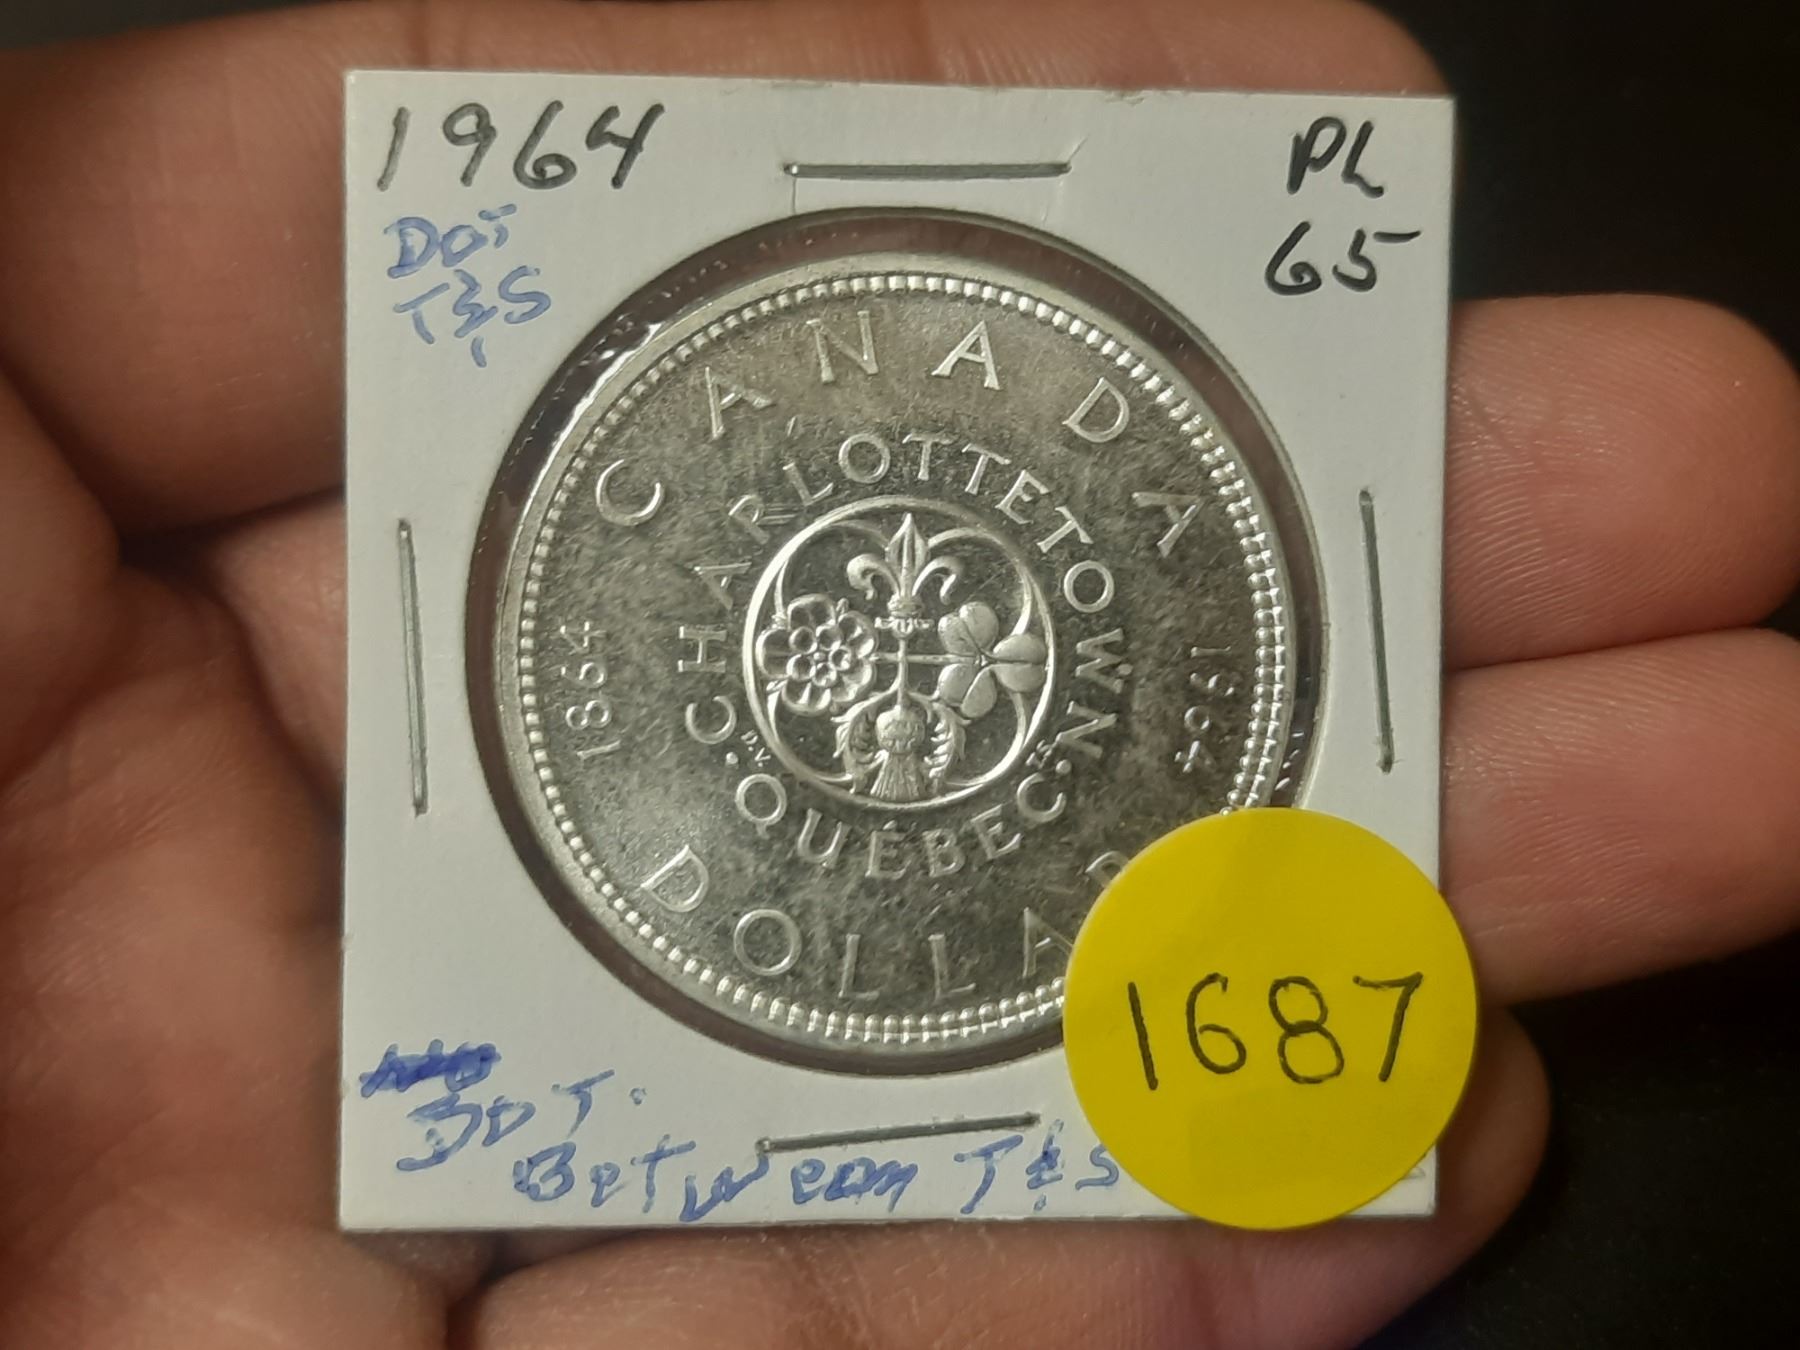 1964
PL
65
DOT
T&S
CANADA
CHARLOTTETOWN
1864
1964
D.V.
T.S.
·QUÉBEC·
DOLLAR
DOT.
BETWEEN T&S
1687